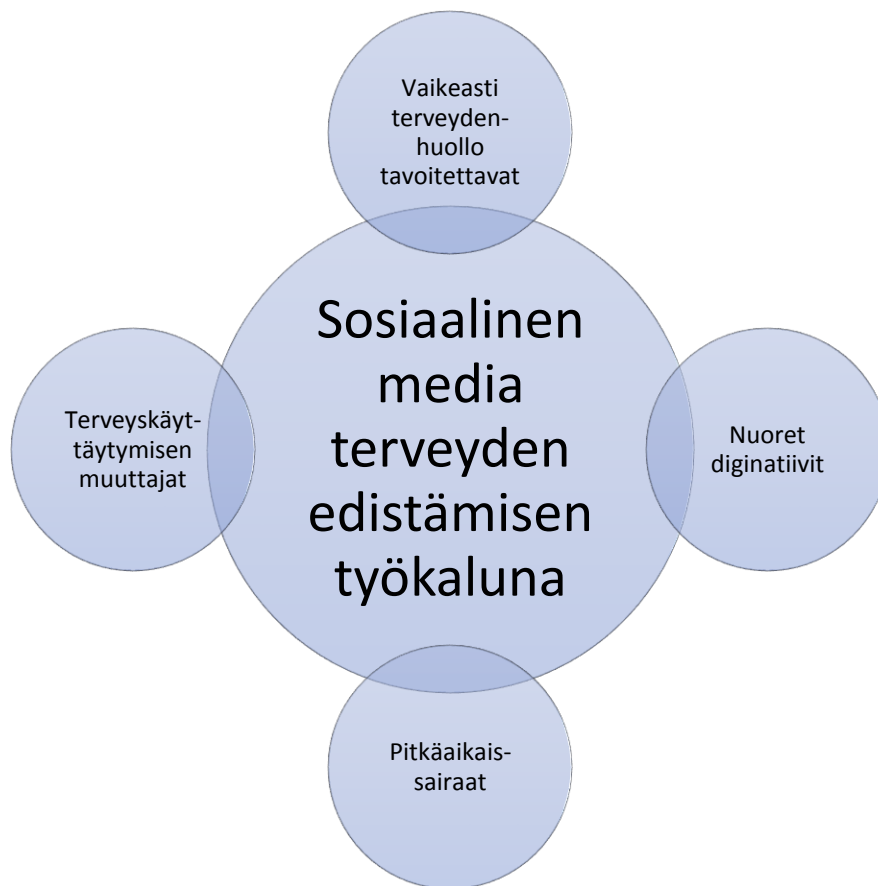 Vaikeasti
terveyden-
huollo
tavoitettavat
Sosiaalinen
media
terveyden
edistämisen
työkaluna
Terveyskäyt-
täytymisen
muuttajat
Nuoret
diginatiivit
Pitkäaikais-
sairaat